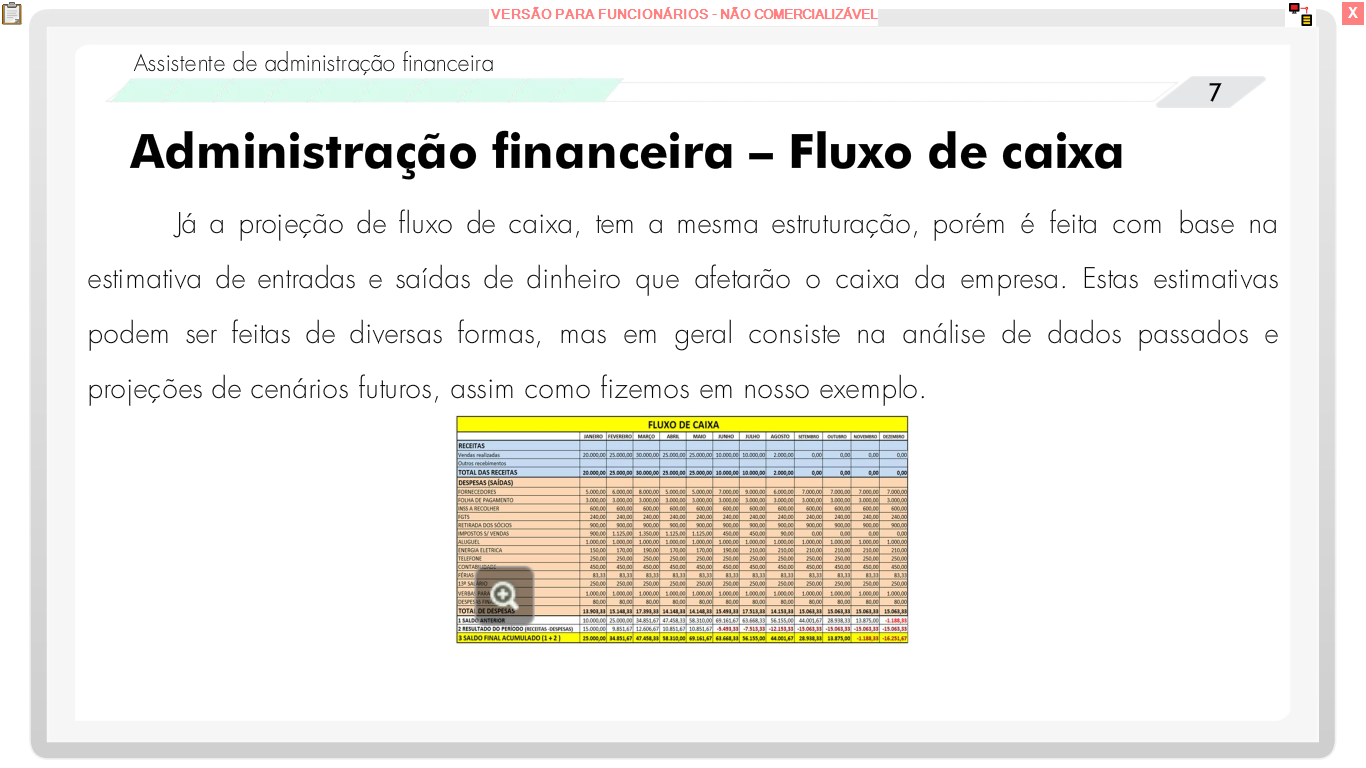 VERSÃO PARA FUNCIONÁRIOS - NÃO COMERCIALIZÁVEL
X
Assistente de administração financeira
7
Administração financeira – Fluxo de caixa
Já a projeção de fluxo de caixa, tem a mesma estruturação, porém é feita com base na
estimativa de entradas e saídas de dinheiro que afetarão o caixa da empresa. Estas estimativas
podem ser feitas de diversas formas, mas em geral consiste na análise de dados passados e
projeções de cenários futuros, assim como fizemos em nosso exemplo.
FLUXO DE CAIXA
JANEIRO FEVEREIRO MARÇO ABRIL MAIO JUNHO JULHO AGOSTO SETEMBRO OUTUBRO NOVEMBRO DEZEMBRO
RECEITAS
Vendas realizadas 20.000,00 25.000,00 30.000,00 25.000,00 25.000,00 10.000,00 10.000,00 2.000,00 0,00 0,00 0,00 0,00
Outros recebimentos
TOTAL DAS RECEITAS 20.000,00 25.000,00 30.000,00 25.000,00 25.000,00 10.000,00 10.000,00 2.000,00 0,00 0,00 0,00 0,00
DESPESAS (SAÍDAS)
FORNECEDORES 5.000,00 6.000,00 8.000,00 5.000,00 5.000,00 7.000,00 9.000,00 6.000,00 7.000,00 7.000,00 7.000,00 7.000,00
FOLHA DE PAGAMENTO 3.000,00 3.000,00 3.000,00 3.000,00 3.000,00 3.000,00 3.000,00 3.000,00 3.000,00 3.000,00 3.000,00 3.000,00
INSS A RECOLHER 600,00 600,00 600,00 600,00 600,00 600,00 600,00 600,00 600,00 600,00 600,00 600,00
FGTS 240,00 240,00 240,00 240,00 240,00 240,00 240,00 240,00 240,00 240,00 240,00 240,00
RETIRADA DOS SÓCIOS 900,00 900,00 900,00 900,00 900,00 900,00 900,00 900,00 900,00 900,00 900,00 900,00
IMPOSTOS S/ VENDAS 900,00 1.125,00 1.350,00 1.125,00 1.125,00 450,00 450,00 90,00 0,00 0,00 0,00 0,00
ALUGUEL 1.000,00 1.000,00 1.000,00 1.000,00 1.000,00 1.000,00 1.000,00 1.000,00 1.000,00 1.000,00 1.000,00 1.000,00
ENERGIA ELETRICA 150,00 170,00 190,00 170,00 170,00 190,00 210,00 210,00 210,00 210,00 210,00 210,00
TELEFONE 250,00 250,00 250,00 250,00 250,00 250,00 250,00 250,00 250,00 250,00 250,00 250,00
CONTABILIDADE 450,00 450,00 450,00 450,00 450,00 450,00 450,00 450,00 450,00 450,00 450,00 450,00
FÉRIAS 83,33 83,33 83,33 83,33 83,33 83,33 83,33 83,33 83,33 83,33 83,33 83,33
13º SALÁRIO 250,00 250,00 250,00 250,00 250,00 250,00 250,00 250,00 250,00 250,00 250,00 250,00
VERBAS PARA 1.000,00 1.000,00 1.000,00 1.000,00 1.000,00 1.000,00 1.000,00 1.000,00 1.000,00 1.000,00 1.000,00 1.000,00
DESPESAS 80,00 80,00 80,00 80,00 80,00 80,00 80,00 80,00 80,00 80,00 80,00 80,00
TOTAL DE DESPESAS 13.903,33 15.148,33 17.393,33 14.148,33 14.148,33 15.493,33 17.513,33 14.153,33 15.063,33 15.063,33 15.063,33 15.063,33
1 SALDO ANTERIOR 10.000,00 25.000,00 34.851,67 47.458,33 58.310,00 69.161,67 63.668,33 56.155,00 44.001,67 28.938,33 13.875,00 -1.188,33
2 RESULTADO DO PERÍODO (RECEITAS -DESPESAS) 15.000,00 9.851,67 12.606,67 10.851,67 10.851,67 -5.493,33 -7.513,33 -12.153,33 -15.063,33 -15.063,33 -15.063,33 -15.063,33
3 SALDO FINAL ACUMULADO (1 + 2 ) 25.000,00 34.851,67 47.458,33 58.310,00 69.161,67 63.668,33 56.155,00 44.001,67 28.938,33 13.875,00 -1.188,33 -16.251,67